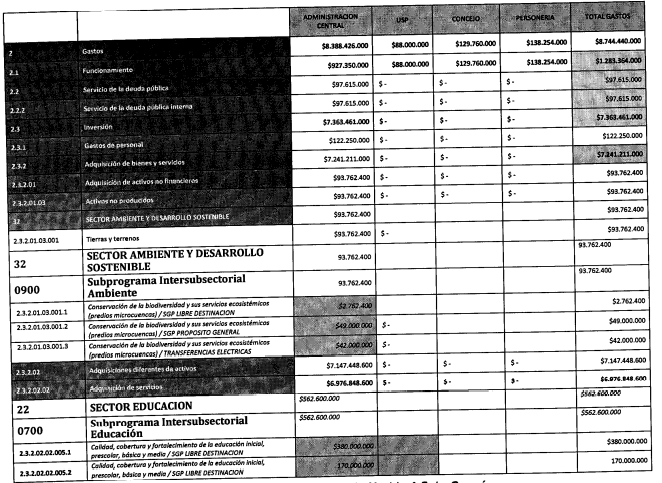 ADMINISTRACION CENTRAL USP CONCEJO PERSONERIA TOTAL GASTOS
2 Gastos $8.388.426.000 $88.000.000 $129.760.000 $138.254.000 $8.744.440.000
2.1 Funcionamiento $927.350.000 $88.000.000 $129.760.000 $138.254.000 $1.283.364.000
2.2 Servicio de la deuda pública $97.615.000 $- $- $- $97.615.000
2.2.2 Servicio de la deuda pública interna $97.615.000 $- $- $- $97.615.000
2.3 Inversión $7.363.461.000 $- $- $- $7.363.461.000
2.3.1 Gastos de personal $122.250.000 $- $- $- $122.250.000
2.3.2 Adquisición de bienes y servicios $7.241.211.000 $- $- $- $7.241.211.000
2.3.2.01 Adquisición de activos no financieros $93.762.400 $- $- $- $93.762.400
2.3.2.01.03 Activos no producidos $93.762.400 $- $- $- $93.762.400
32 SECTOR AMBIENTE Y DESARROLLO SOSTENIBLE $93.762.400 $93.762.400
2.3.2.01.03.001 Tierras y terrenos $93.762.400 $- $93.762.400
32 SECTOR AMBIENTE Y DESARROLLO SOSTENIBLE 93.762.400 93.762.400
0900 Subprograma Intersubsectorial Ambiente 93.762.400 93.762.400
2.3.2.01.03.001.1 Conservación de la biodiversidad y sus servicios ecosistémicos (predios microcuencas) / SGP LIBRE DESTINACION $2.762.400 $2.762.400
2.3.2.01.03.001.2 Conservación de la biodiversidad y sus servicios ecosistémicos (predios microcuencas) / SGP PROPOSITO GENERAL $49.000.000 $- $49.000.000
2.3.2.01.03.001.3 Conservación de la biodiversidad y sus servicios ecosistémicos (predios microcuencas) / TRANSFERENCIAS ELECTRICAS $42.000.000 $- $42.000.000
2.3.2.02 Adquisiciones diferentes de activos $7.147.448.600 $- $- $- $7.147.448.600
2.3.2.02.02 Adquisición de servicios $6.976.848.600 $- $- $- $6.976.848.600
22 SECTOR EDUCACION $562.600.000 $562.600.000
0700 Subprograma Intersubsectorial Educación $562.600.000 $562.600.000
2.3.2.02.02.005.1 Calidad, cobertura y fortalecimiento de la educación inicial, prescolar, básica y media / SGP LIBRE DESTINACION $380.000.000 $380.000.000
2.3.2.02.02.005.2 Calidad, cobertura y fortalecimiento de la educación inicial, prescolar, básica y media / SGP LIBRE DESTINACION 170.000.000 170.000.000